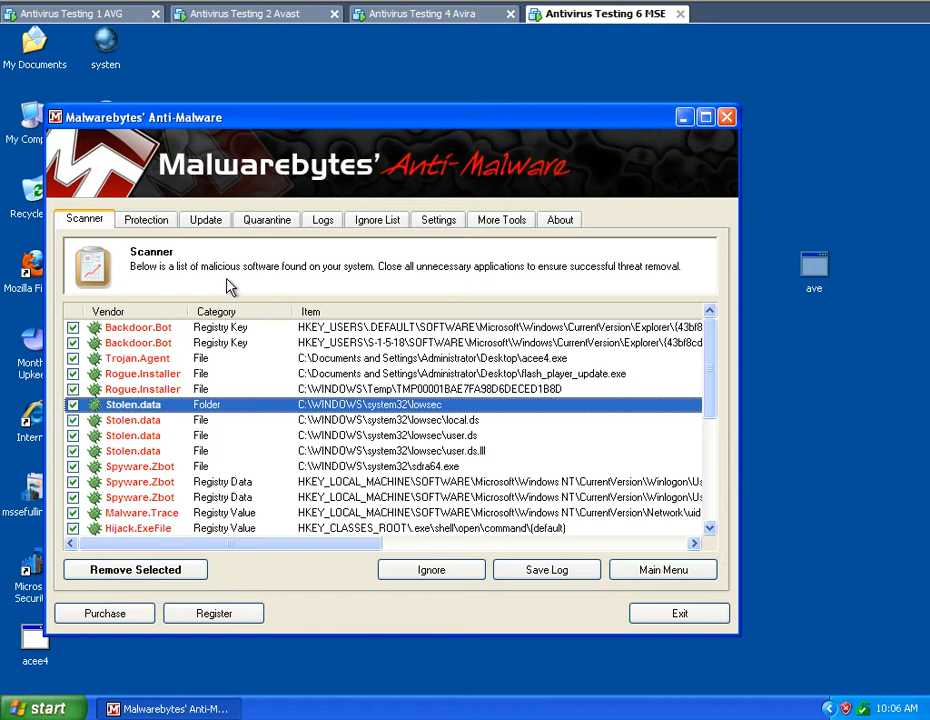 Antivirus Testing 1 AVG
Antivirus Testing 2 Avast
Antivirus Testing 4 Avira
Antivirus Testing 6 MSE
My Documents
systen
My Comp
Recycle
Mozilla Fi
Month
Upkee
Intern
mssefullin
Micros
Securit
acee4
ave
Malwarebytes' Anti-Malware
Malwarebytes' Anti-Malware
Scanner
Protection
Update
Quarantine
Logs
Ignore List
Settings
More Tools
About
Scanner
Below is a list of malicious software found on your system. Close all unnecessary applications to ensure successful threat removal.
Vendor Category Item
Backdoor.Bot Registry Key HKEY_USERS\.DEFAULT\SOFTWARE\Microsoft\Windows\CurrentVersion\Explorer\{43bf8
Backdoor.Bot Registry Key HKEY_USERS\S-1-5-18\SOFTWARE\Microsoft\Windows\CurrentVersion\Explorer\{43bf8cd
Trojan.Agent File C:\Documents and Settings\Administrator\Desktop\acee4.exe
Rogue.Installer File C:\Documents and Settings\Administrator\Desktop\flash_player_update.exe
Rogue.Installer File C:\WINDOWS\Temp\TMP00001BAE7FA98D6DECED1B8D
Stolen.data Folder C:\WINDOWS\system32\lowsec
Stolen.data File C:\WINDOWS\system32\lowsec\local.ds
Stolen.data File C:\WINDOWS\system32\lowsec\user.ds
Stolen.data File C:\WINDOWS\system32\lowsec\user.ds.lll
Spyware.Zbot File C:\WINDOWS\system32\sdra64.exe
Spyware.Zbot Registry Data HKEY_LOCAL_MACHINE\SOFTWARE\Microsoft\Windows NT\CurrentVersion\Winlogon\Us
Spyware.Zbot Registry Data HKEY_LOCAL_MACHINE\SOFTWARE\Microsoft\Windows NT\CurrentVersion\Winlogon\Us
Malware.Trace Registry Value HKEY_LOCAL_MACHINE\SOFTWARE\Microsoft\Windows NT\CurrentVersion\Network\uid
Hijack.ExeFile Registry Value HKEY_CLASSES_ROOT\.exe\shell\open\command\(default)
Remove Selected
Ignore
Save Log
Main Menu
Purchase
Register
Exit
start
Malwarebytes' Anti-M...
10:06 AM